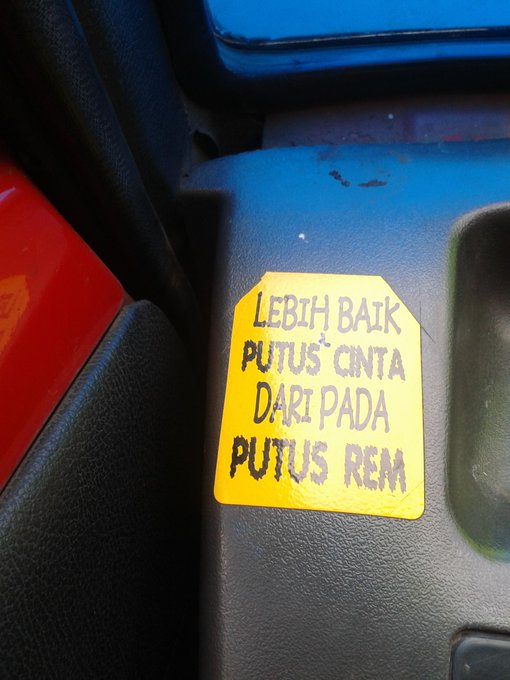 LEBIH BAIK
PUTUS CINTA
DARI PADA
PUTUS REM